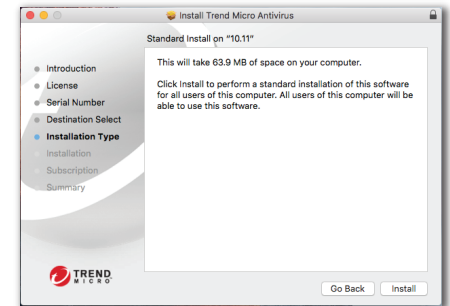 Install Trend Micro Antivirus
Standard Install on "10.11"
Introduction
License
Serial Number
Destination Select
Installation Type
Installation
Subscription
Summary
This will take 63.9 MB of space on your computer.
Click Install to perform a standard installation of this software
for all users of this computer. All users of this computer will be
able to use this software.
TREND
MICRO
Go Back
Install